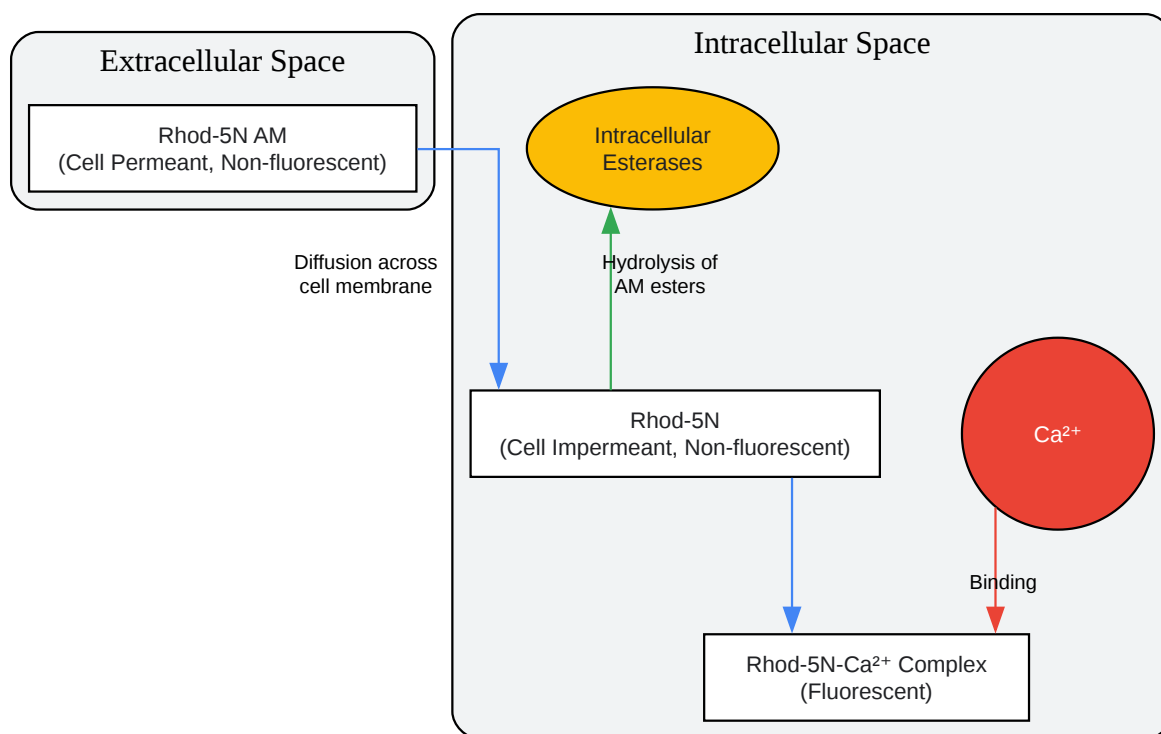 Extracellular Space
Rhod-5N AM
(Cell Permeant, Non-fluorescent)
Diffusion across
cell membrane
Intracellular Space
Intracellular
Esterases
Hydrolysis of
AM esters
Rhod-5N
(Cell Impermeant, Non-fluorescent)
Ca²⁺
Binding
Rhod-5N-Ca²⁺ Complex
(Fluorescent)